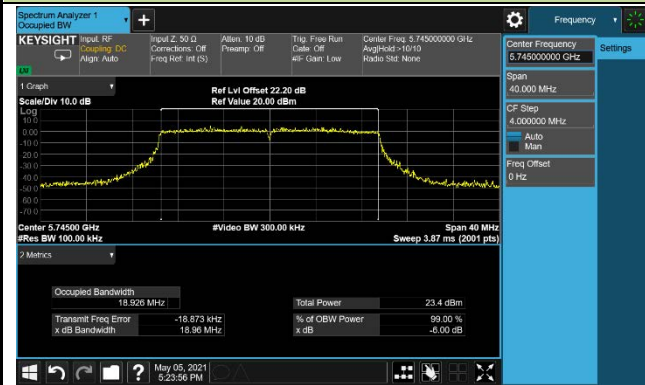 Spectrum Analyzer 1
Occupied BW
Frequency
KEYSIGHT
Input: RF
Coupling: DC
Align: Auto
Input Z: 50 Ω
Corrections: Off
Freq Ref: Int (S)
Atten: 10 dB
Preamp: Off
Trig: Free Run
Gate: Off
#IF Gain: Low
Center Freq: 5.745000000 GHz
Avg|Hold:>10/10
Radio Std: None
Center Frequency
5.745000000 GHz
Settings
Span
40.000 MHz
CF Step
4.000000 MHz
Auto
Man
Freq Offset
0 Hz
1 Graph
Scale/Div 10.0 dB
Ref Lvl Offset 22.20 dB
Ref Value 20.00 dBm
Log
10.0
0.00
-10.0
-20.0
-30.0
-40.0
-50.0
-60.0
-70.0
Center 5.74500 GHz
#Video BW 300.00 kHz
Span 40 MHz
#Res BW 100.00 kHz
Sweep 3.87 ms (2001 pts)
2 Metrics
Occupied Bandwidth
18.926 MHz
Total Power
23.4 dBm
Transmit Freq Error
-18.873 kHz
% of OBW Power
99.00 %
x dB Bandwidth
18.96 MHz
x dB
-6.00 dB
May 05, 2021
5:23:56 PM